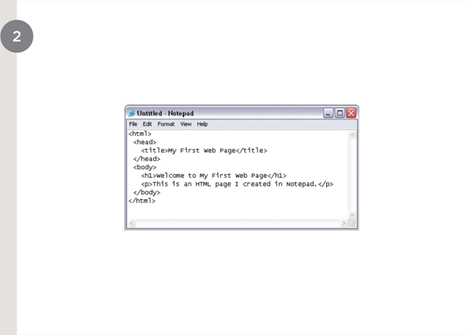 2
Untitled - Notepad
File Edit Format View Help
<html>
<head>
<title>My First Web Page</title>
</head>
<body>
<h1>Welcome to My First Web Page</h1>
<p>This is an HTML page I created in Notepad.</p>
</body>
</html>